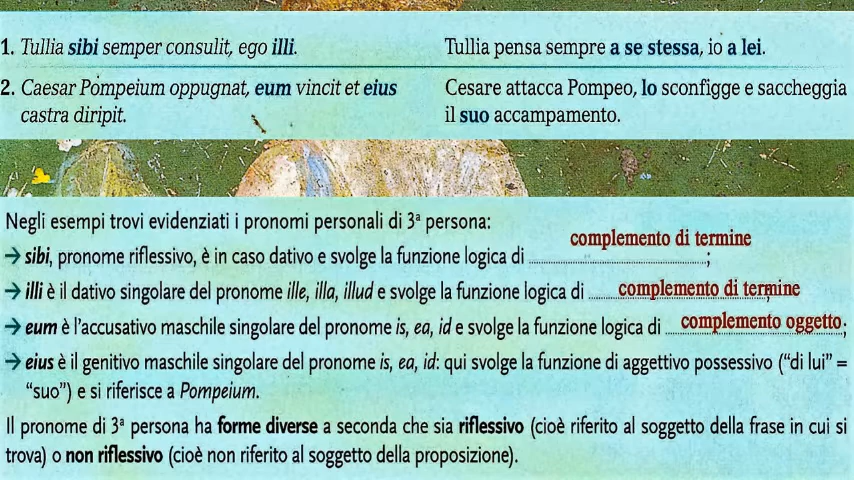 1. Tullia sibi semper consulit, ego illi.
Tullia pensa sempre a se stessa, io a lei.
2. Caesar Pompeium oppugnat, eum vincit et eius
castra diripit.
Cesare attacca Pompeo, lo sconfigge e saccheggia
il suo accampamento.
Negli esempi trovi evidenziati i pronomi personali di 3ª persona:
→ sibi, pronome riflessivo, è in caso dativo e svolge la funzione logica di complemento di termine;
→ illi è il dativo singolare del pronome ille, illa, illud e svolge la funzione logica di complemento di termine;
→ eum è l'accusativo maschile singolare del pronome is, ea, id e svolge la funzione logica di complemento oggetto;
→ eius è il genitivo maschile singolare del pronome is, ea, id: qui svolge la funzione di aggettivo possessivo ("di lui" =
"suo") e si riferisce a Pompeium.
Il pronome di 3ª persona ha forme diverse a seconda che sia riflessivo (cioè riferito al soggetto della frase in cui si
trova) o non riflessivo (cioè non riferito al soggetto della proposizione).